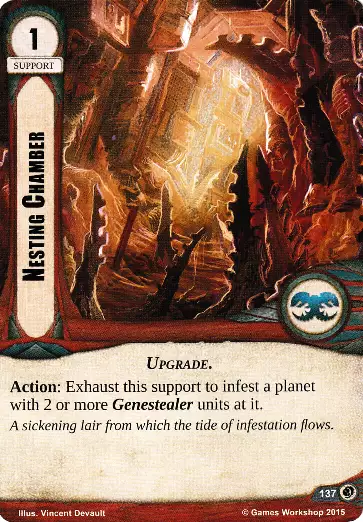 1
SUPPORT
NESTING CHAMBER
UPGRADE.
Action: Exhaust this support to infest a planet
with 2 or more Genestealer units at it.
A sickening lair from which the tide of infestation flows.
137
Illus. Vincent Devault
© Games Workshop 2015